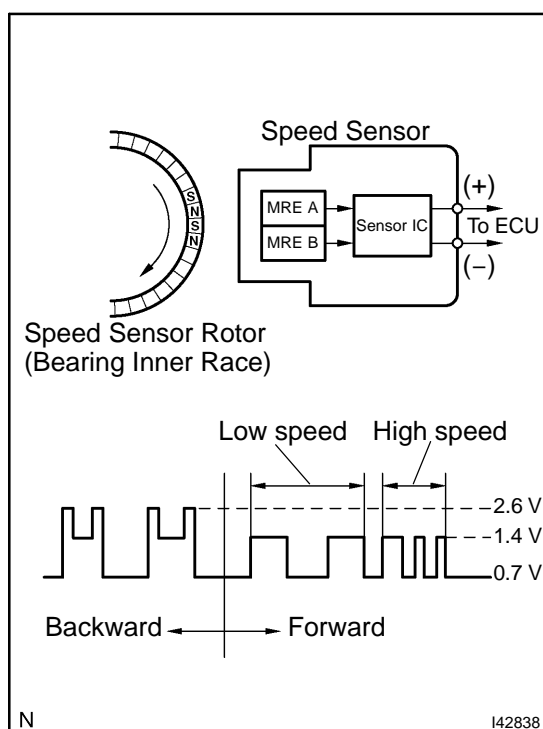 Speed Sensor
S
N
S
N
MRE A
MRE B
Sensor IC
(+)
To ECU
(−)
Speed Sensor Rotor
(Bearing Inner Race)
Low speed
High speed
2.6 V
1.4 V
0.7 V
Backward
Forward
N
I42838